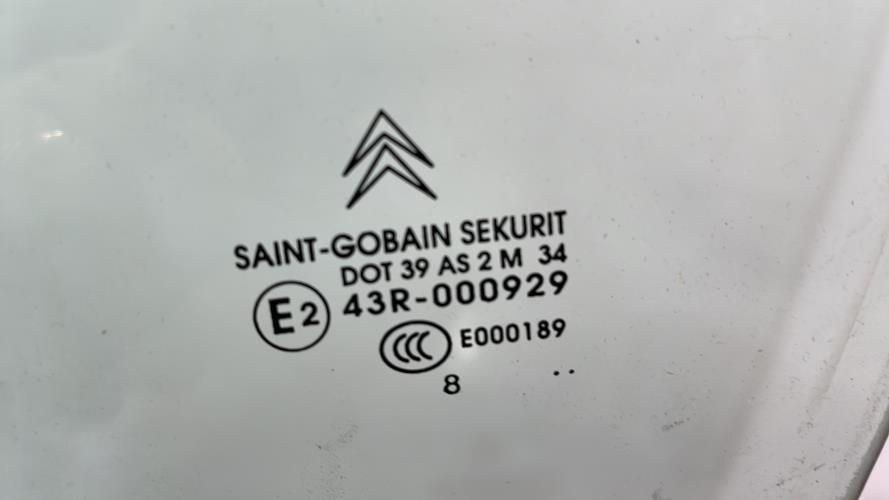 SAINT-GOBAIN SEKURIT
DOT 39 AS 2 M 34
E2 43R-000929
CCC E000189
8 ..